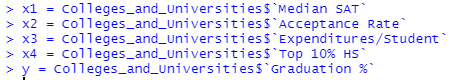 > x1 = Colleges_and_Universities$`Median SAT`
> x2 = Colleges_and_Universities$`Acceptance Rate`
> x3 = Colleges_and_Universities$`Expenditures/Student`
> x4 = Colleges_and_Universities$`Top 10% HS`
> y = Colleges_and_Universities$`Graduation %`